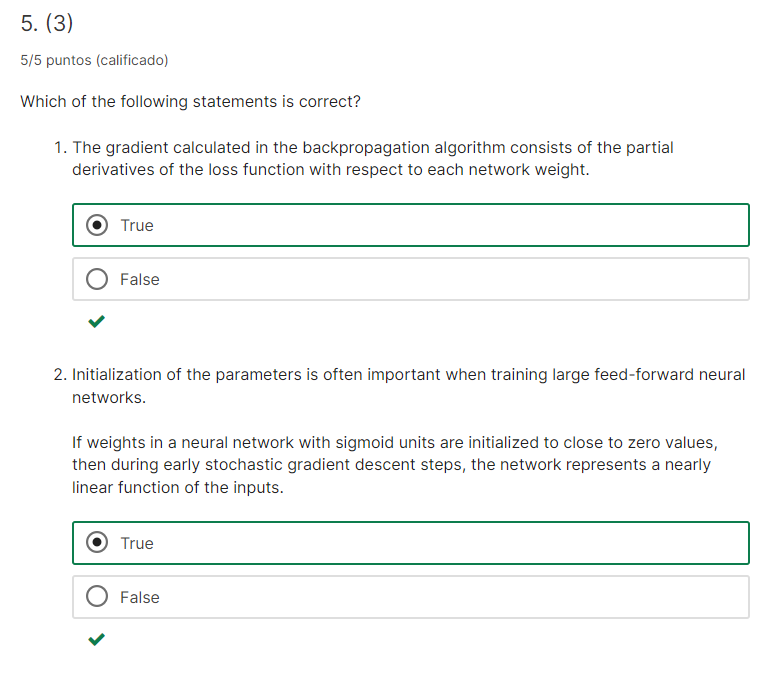 5. (3)
5/5 puntos (calificado)
Which of the following statements is correct?
1. The gradient calculated in the backpropagation algorithm consists of the partial
derivatives of the loss function with respect to each network weight.
True
False
2. Initialization of the parameters is often important when training large feed-forward neural
networks.
If weights in a neural network with sigmoid units are initialized to close to zero values,
then during early stochastic gradient descent steps, the network represents a nearly
linear function of the inputs.
True
False